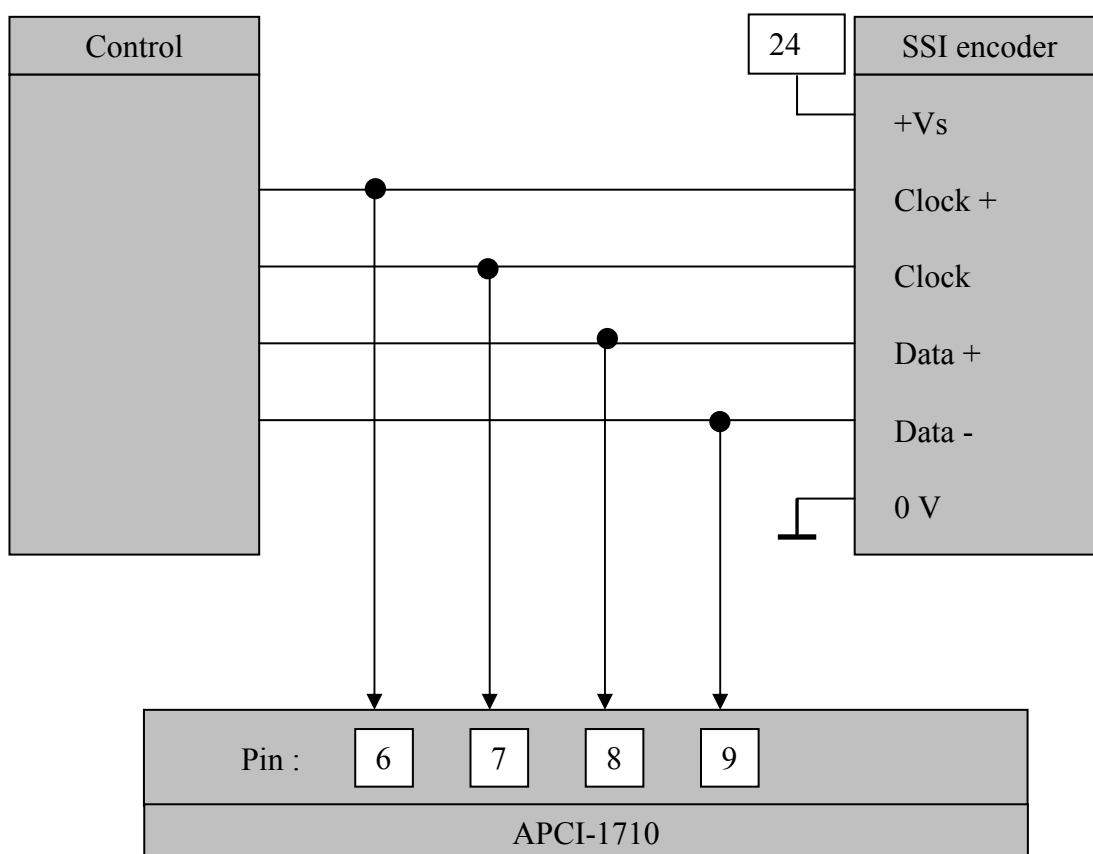 Control
24
SSI encoder
+Vs
Clock +
Clock
Data +
Data -
0 V
Pin : 6 7 8 9
APCI-1710